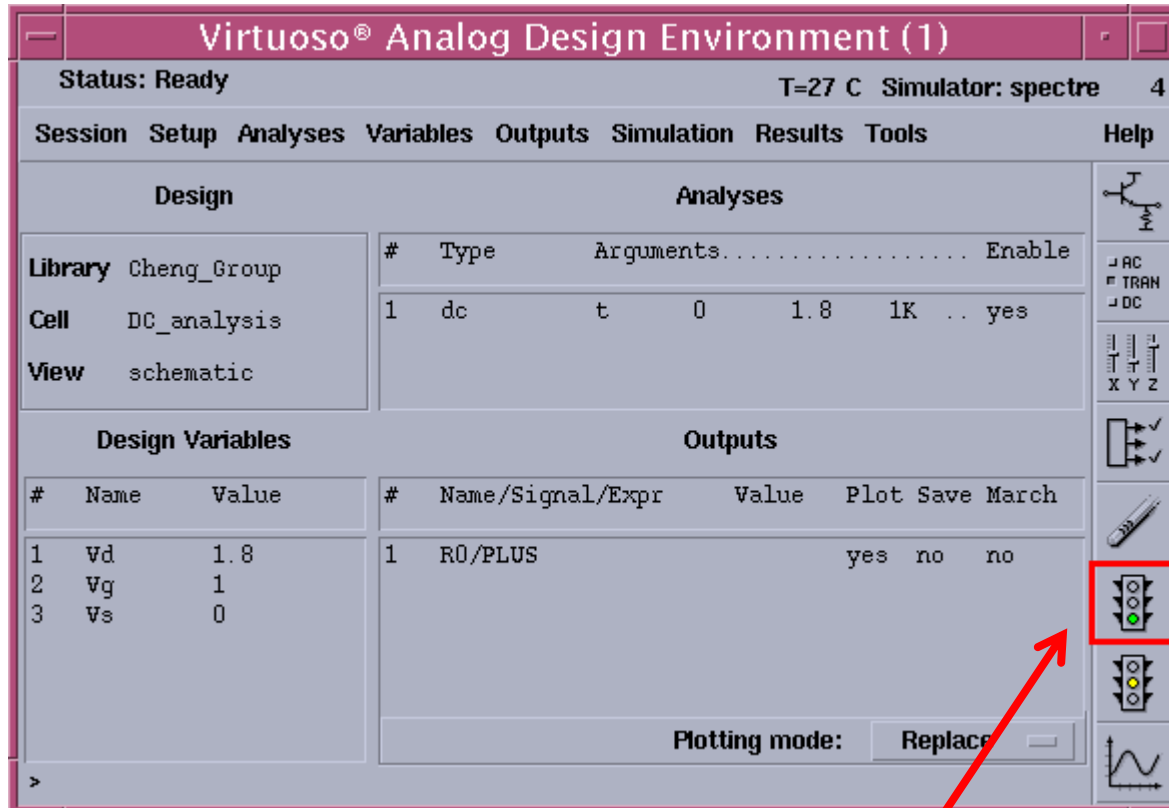 Virtuoso® Analog Design Environment (1)
Status: Ready T=27 C Simulator: spectre 4
Session Setup Analyses Variables Outputs Simulation Results Tools Help
Design
Library Cheng_Group
Cell DC_analysis
View schematic
Analyses
# Type Arguments................... Enable
1 dc t 0 1.8 1K .. yes
Design Variables
# Name Value
1 Vd 1.8
2 Vg 1
3 Vs 0
Outputs
# Name/Signal/Expr Value Plot Save March
1 R0/PLUS yes no no
Plotting mode: Replace
>
AC
TRAN
DC
X Y Z